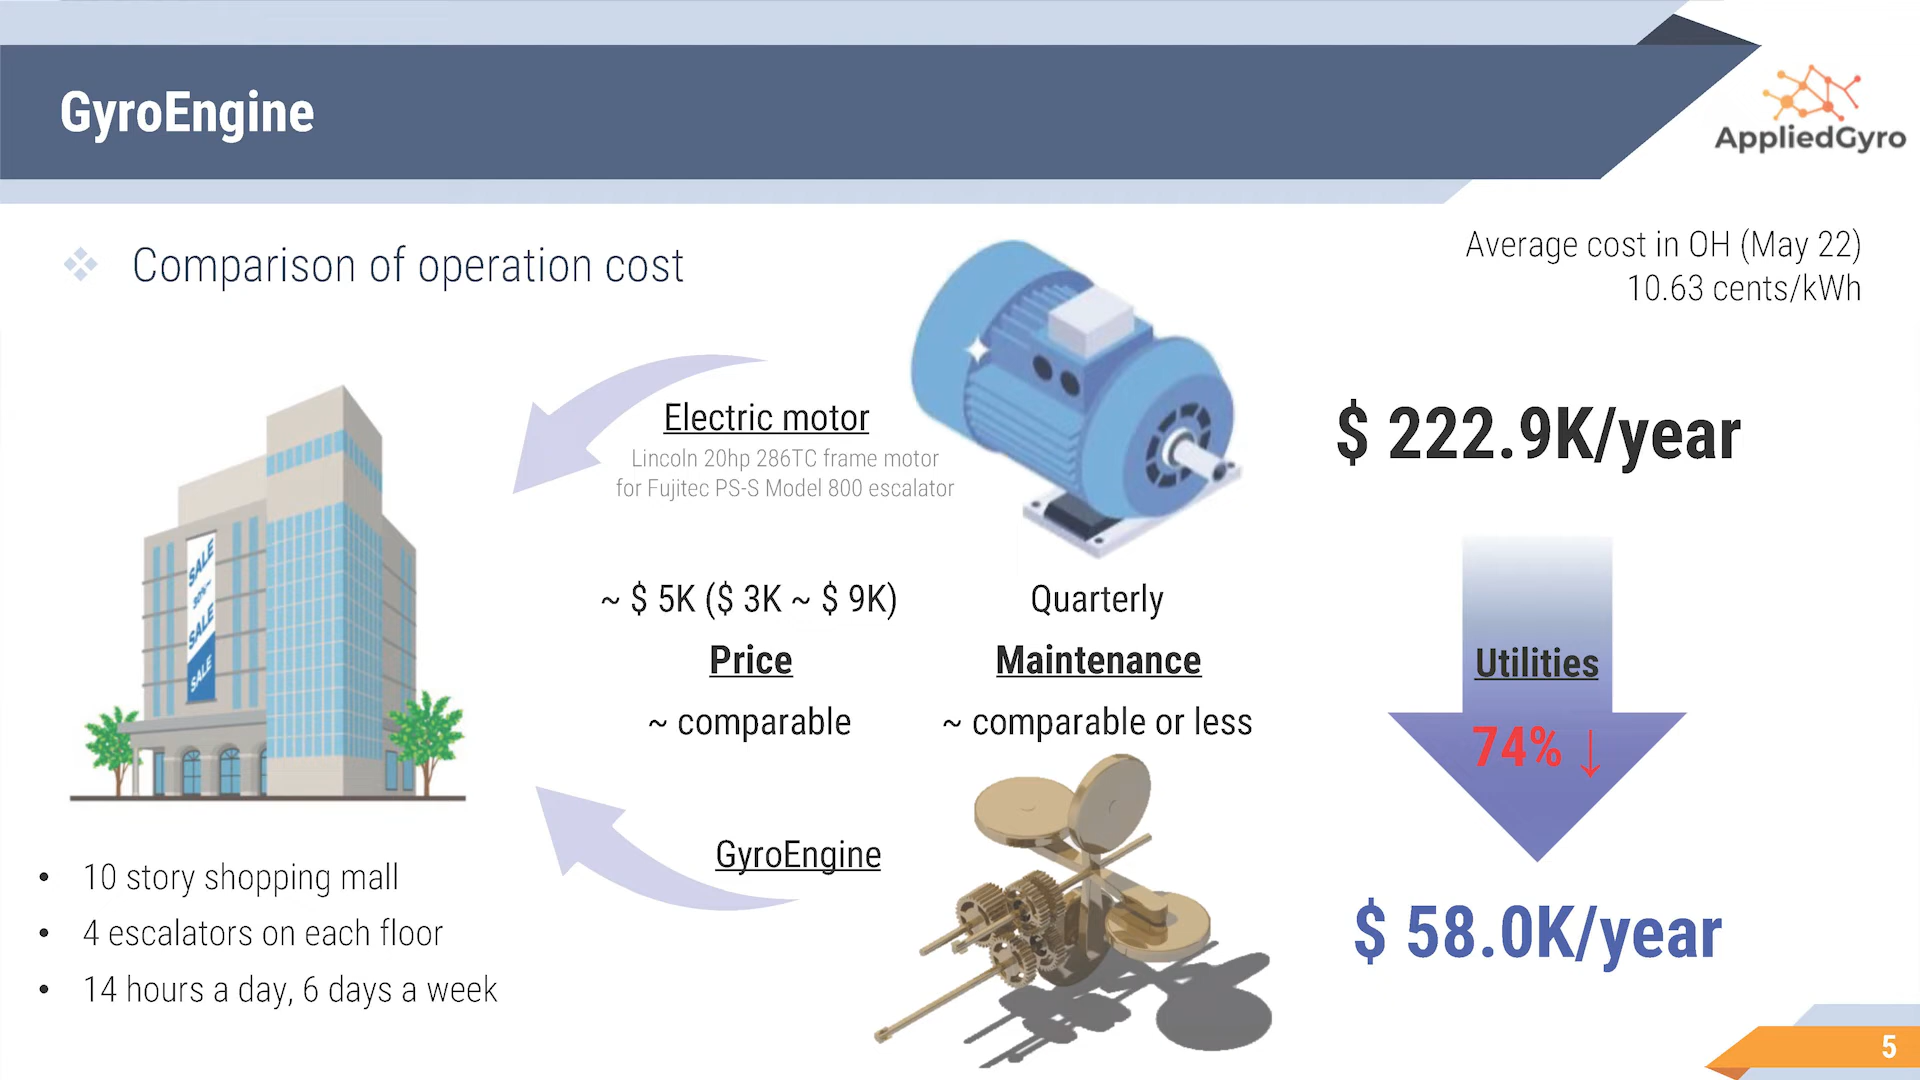 GyroEngine
AppliedGyro
Comparison of operation cost
Average cost in OH (May 22)
10.63 cents/kWh
Electric motor
Lincoln 20hp 286TC frame motor
for Fujitec PS-S Model 800 escalator
$ 222.9K/year
SALE
SALE
SALE
~ $ 5K ($ 3K ~ $ 9K)
Quarterly
Price
Maintenance
Utilities
~ comparable
~ comparable or less
74% ↓
GyroEngine
$ 58.0K/year
• 10 story shopping mall
• 4 escalators on each floor
• 14 hours a day, 6 days a week
5